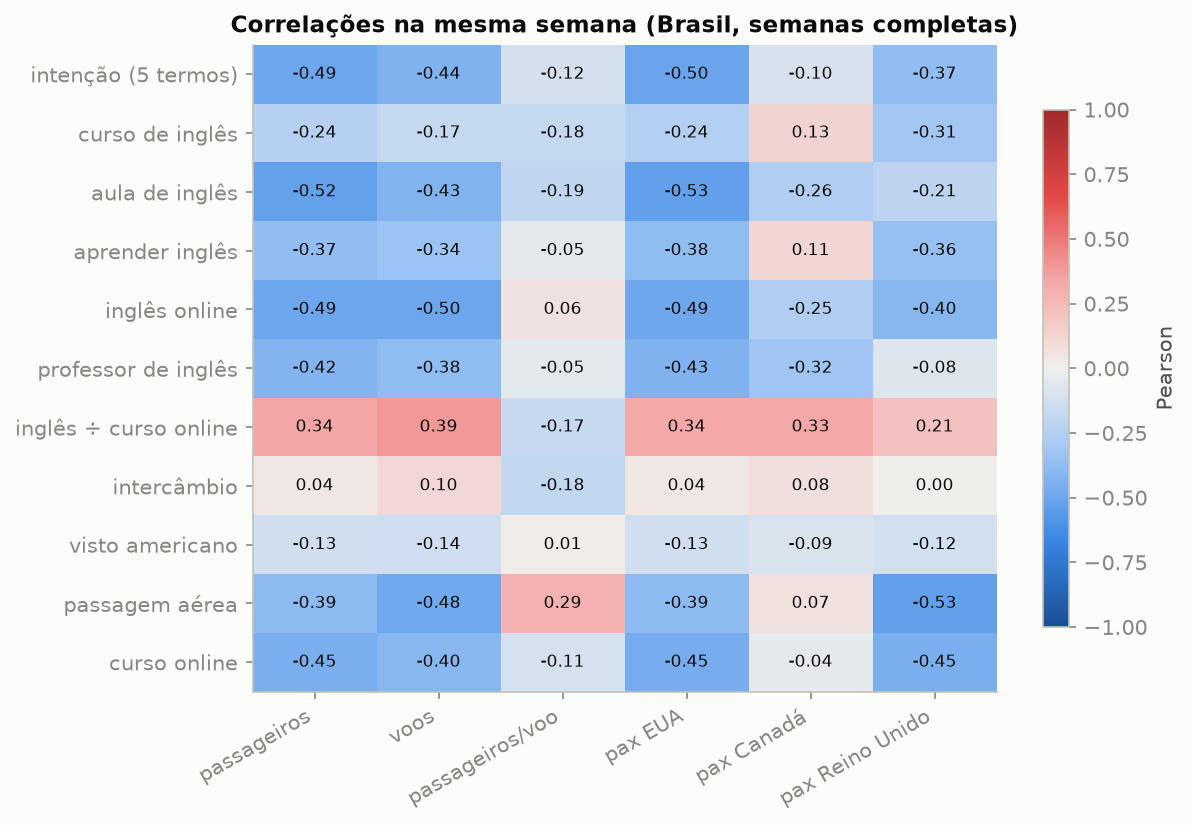 Correlações na mesma semana (Brasil, semanas completas)
intenção (5 termos) -0.49 -0.44 -0.12 -0.50 -0.10 -0.37
curso de inglês -0.24 -0.17 -0.18 -0.24 0.13 -0.31
aula de inglês -0.52 -0.43 -0.19 -0.53 -0.26 -0.21
aprender inglês -0.37 -0.34 -0.05 -0.38 0.11 -0.36
inglês online -0.49 -0.50 0.06 -0.49 -0.25 -0.40
professor de inglês -0.42 -0.38 -0.05 -0.43 -0.32 -0.08
inglês ÷ curso online 0.34 0.39 -0.17 0.34 0.33 0.21
intercâmbio 0.04 0.10 -0.18 0.04 0.08 0.00
visto americano -0.13 -0.14 0.01 -0.13 -0.09 -0.12
passagem aérea -0.39 -0.48 0.29 -0.39 0.07 -0.53
curso online -0.45 -0.40 -0.11 -0.45 -0.04 -0.45
passageiros voos passageiros/voo pax EUA pax Canadá pax Reino Unido
1.00
0.75
0.50
0.25
0.00
−0.25
−0.50
−0.75
−1.00
Pearson